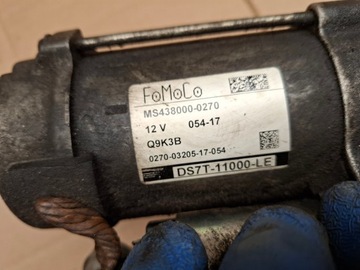 FoMoCo
MS438000-0270
12 V 054-17
Q9K3B
0270-03205-17-054
DS7T-11000-LE